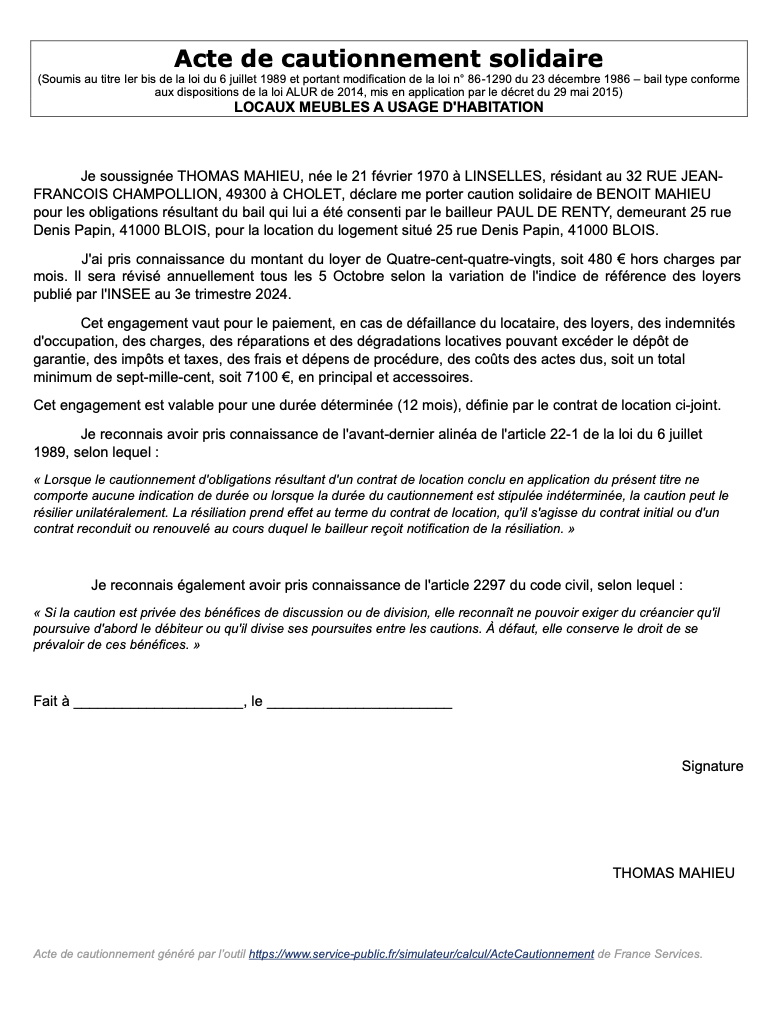 Acte de cautionnement solidaire
(Soumis au titre Ier bis de la loi du 6 juillet 1989 et portant modification de la loi n° 86-1290 du 23 décembre 1986 – bail type conforme
aux dispositions de la loi ALUR de 2014, mis en application par le décret du 29 mai 2015)
LOCAUX MEUBLES A USAGE D'HABITATION
Je soussignée THOMAS MAHIEU, née le 21 février 1970 à LINSELLES, résidant au 32 RUE JEAN-
FRANCOIS CHAMPOLLION, 49300 à CHOLET, déclare me porter caution solidaire de BENOIT MAHIEU
pour les obligations résultant du bail qui lui a été consenti par le bailleur PAUL DE RENTY, demeurant 25 rue
Denis Papin, 41000 BLOIS, pour la location du logement situé 25 rue Denis Papin, 41000 BLOIS.
J'ai pris connaissance du montant du loyer de Quatre-cent-quatre-vingts, soit 480 € hors charges par
mois. Il sera révisé annuellement tous les 5 Octobre selon la variation de l'indice de référence des loyers
publié par l'INSEE au 3e trimestre 2024.
Cet engagement vaut pour le paiement, en cas de défaillance du locataire, des loyers, des indemnités
d'occupation, des charges, des réparations et des dégradations locatives pouvant excéder le dépôt de
garantie, des impôts et taxes, des frais et dépens de procédure, des coûts des actes dus, soit un total
minimum de sept-mille-cent, soit 7100 €, en principal et accessoires.
Cet engagement est valable pour une durée déterminée (12 mois), définie par le contrat de location ci-joint.
Je reconnais avoir pris connaissance de l'avant-dernier alinéa de l'article 22-1 de la loi du 6 juillet
1989, selon lequel :
« Lorsque le cautionnement d'obligations résultant d'un contrat de location conclu en application du présent titre ne
comporte aucune indication de durée ou lorsque la durée du cautionnement est stipulée indéterminée, la caution peut le
résilier unilatéralement. La résiliation prend effet au terme du contrat de location, qu'il s'agisse du contrat initial ou d'un
contrat reconduit ou renouvelé au cours duquel le bailleur reçoit notification de la résiliation. »
Je reconnais également avoir pris connaissance de l'article 2297 du code civil, selon lequel :
« Si la caution est privée des bénéfices de discussion ou de division, elle reconnaît ne pouvoir exiger du créancier qu'il
poursuive d'abord le débiteur ou qu'il divise ses poursuites entre les cautions. À défaut, elle conserve le droit de se
prévaloir de ces bénéfices. »
Fait à _____________________, le _______________________
Signature
THOMAS MAHIEU
Acte de cautionnement généré par l'outil https://www.service-public.fr/simulateur/calcul/ActeCautionnement de France Services.